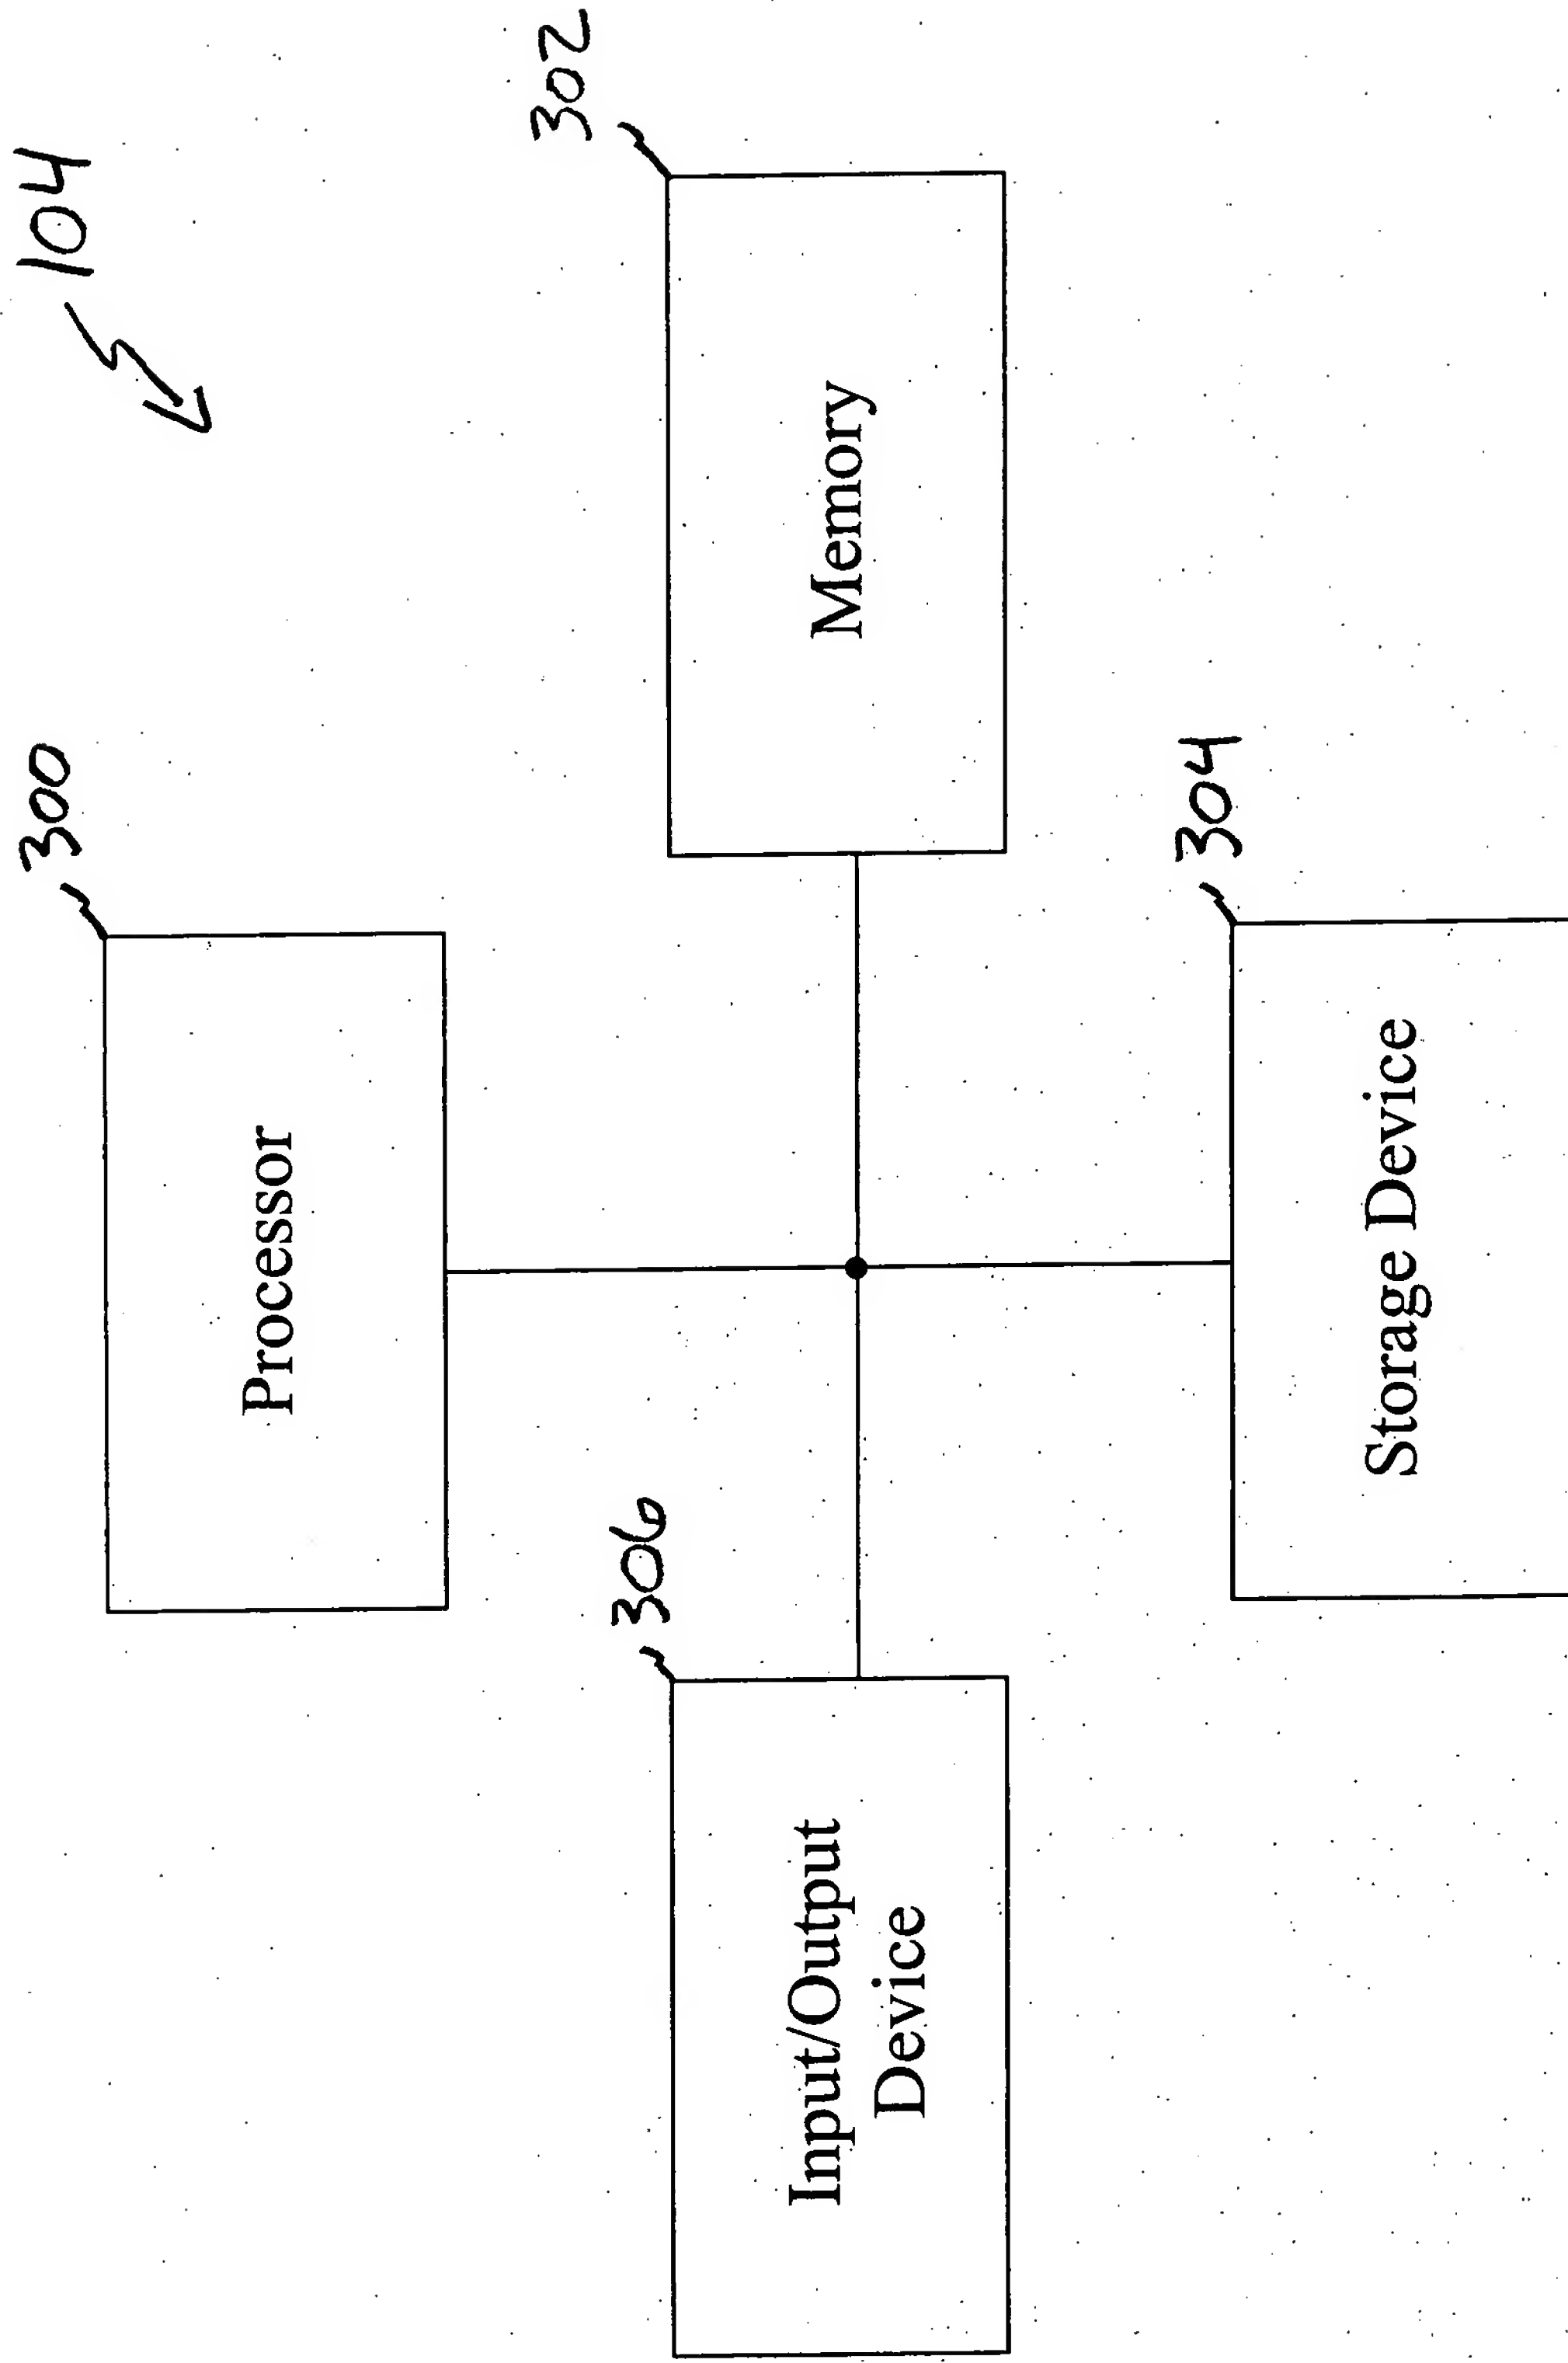 104
300
Processor
302
Memory
306
Input/Output
Device
304
Storage Device